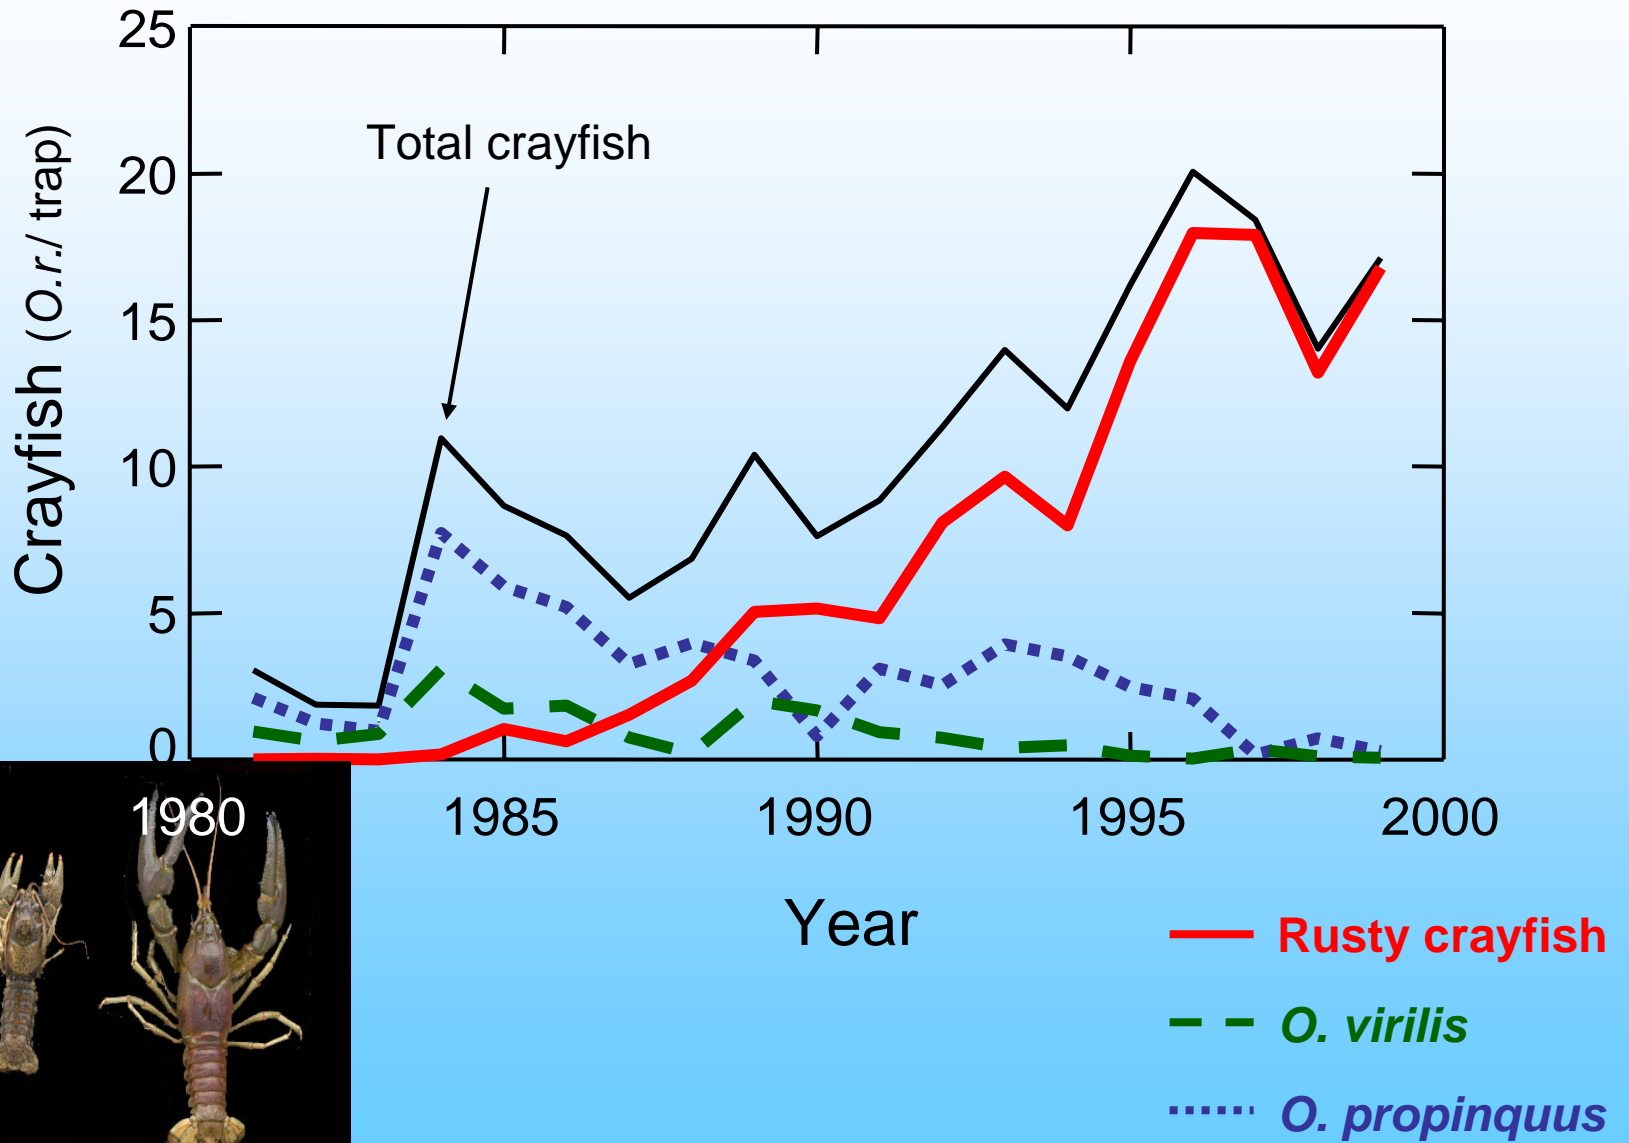 25
Total crayfish
20
15
10
5
0
Crayfish (O.r./ trap)
1980 1985 1990 1995 2000
Year
Rusty crayfish
O. virilis
O. propinquus